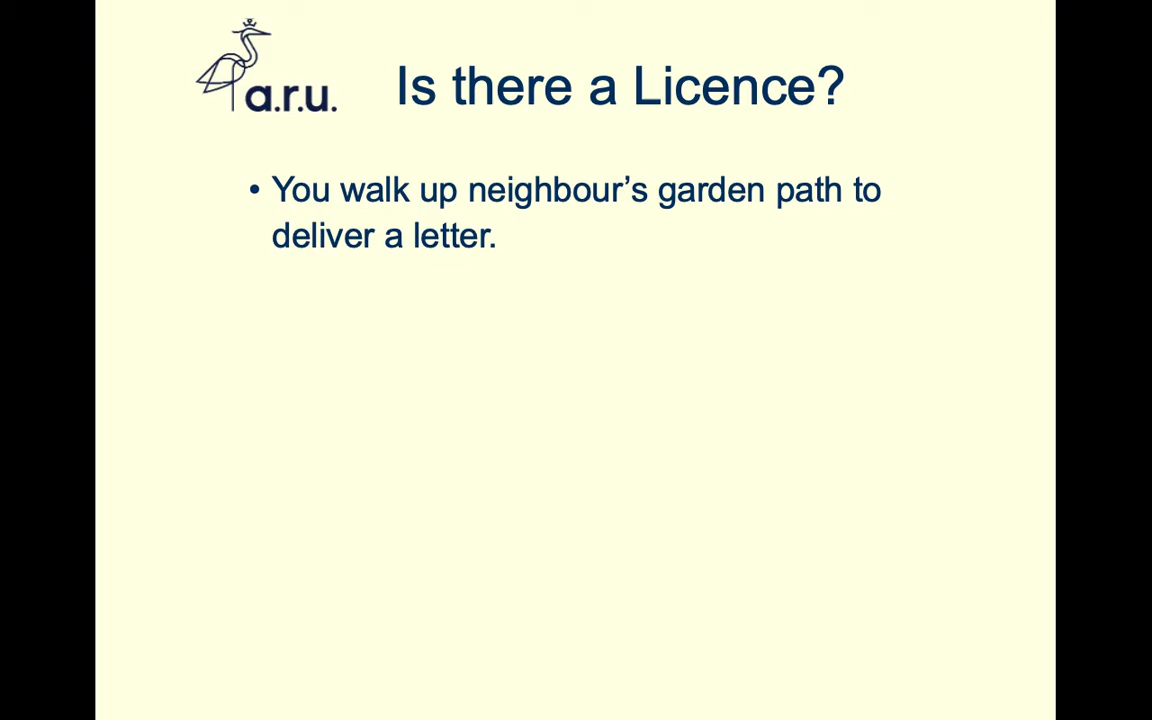 a.r.u.
Is there a Licence?
• You walk up neighbour’s garden path to
deliver a letter.